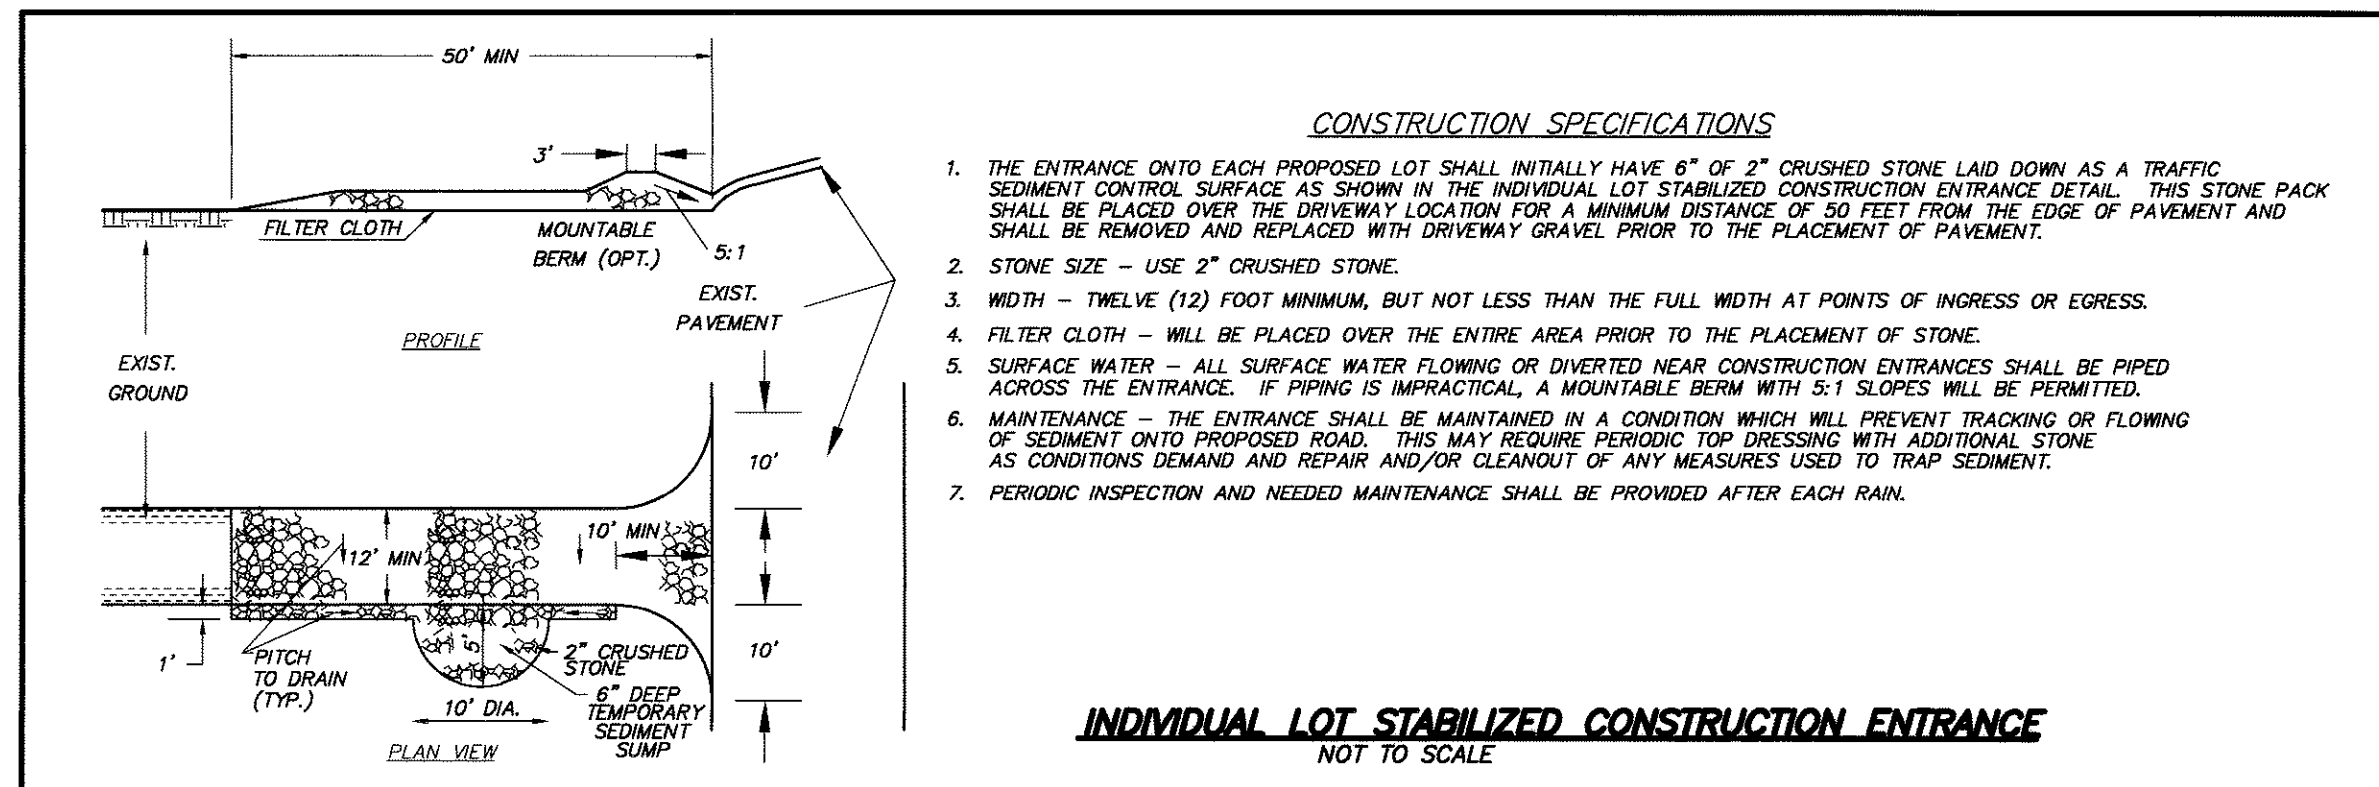 50' MIN
3'
FILTER CLOTH
MOUNTABLE
BERM (OPT.)
5:1
EXIST.
PAVEMENT
PROFILE
EXIST.
GROUND
10'
10' MIN
12' MIN
1'
PITCH
TO DRAIN
(TYP.)
5'
2" CRUSHED
STONE
10' DIA.
6" DEEP
TEMPORARY
SEDIMENT
SUMP
10'
PLAN VIEW
CONSTRUCTION SPECIFICATIONS
1. THE ENTRANCE ONTO EACH PROPOSED LOT SHALL INITIALLY HAVE 6" OF 2" CRUSHED STONE LAID DOWN AS A TRAFFIC
SEDIMENT CONTROL SURFACE AS SHOWN IN THE INDIVIDUAL LOT STABILIZED CONSTRUCTION ENTRANCE DETAIL. THIS STONE PACK
SHALL BE PLACED OVER THE DRIVEWAY LOCATION FOR A MINIMUM DISTANCE OF 50 FEET FROM THE EDGE OF PAVEMENT AND
SHALL BE REMOVED AND REPLACED WITH DRIVEWAY GRAVEL PRIOR TO THE PLACEMENT OF PAVEMENT.
2. STONE SIZE – USE 2" CRUSHED STONE.
3. WIDTH – TWELVE (12) FOOT MINIMUM, BUT NOT LESS THAN THE FULL WIDTH AT POINTS OF INGRESS OR EGRESS.
4. FILTER CLOTH – WILL BE PLACED OVER THE ENTIRE AREA PRIOR TO THE PLACEMENT OF STONE.
5. SURFACE WATER – ALL SURFACE WATER FLOWING OR DIVERTED NEAR CONSTRUCTION ENTRANCES SHALL BE PIPED
ACROSS THE ENTRANCE. IF PIPING IS IMPRACTICAL, A MOUNTABLE BERM WITH 5:1 SLOPES WILL BE PERMITTED.
6. MAINTENANCE – THE ENTRANCE SHALL BE MAINTAINED IN A CONDITION WHICH WILL PREVENT TRACKING OR FLOWING
OF SEDIMENT ONTO PROPOSED ROAD. THIS MAY REQUIRE PERIODIC TOP DRESSING WITH ADDITIONAL STONE
AS CONDITIONS DEMAND AND REPAIR AND/OR CLEANOUT OF ANY MEASURES USED TO TRAP SEDIMENT.
7. PERIODIC INSPECTION AND NEEDED MAINTENANCE SHALL BE PROVIDED AFTER EACH RAIN.
INDIVIDUAL LOT STABILIZED CONSTRUCTION ENTRANCE
NOT TO SCALE